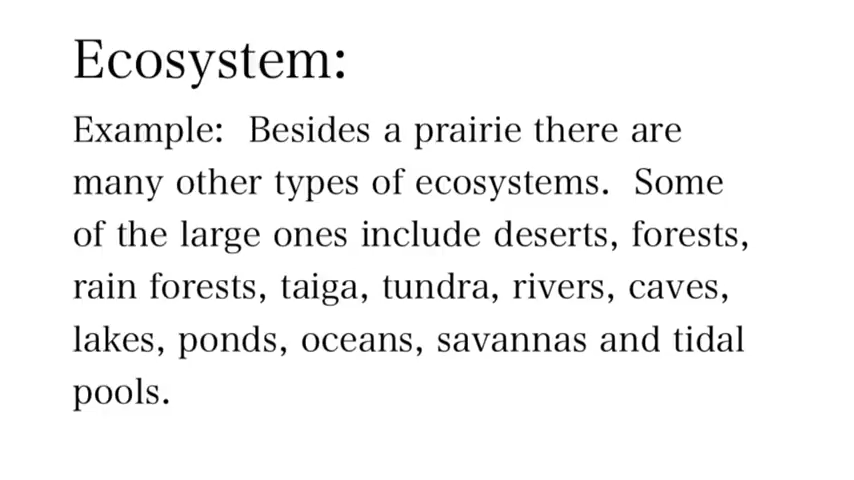 Ecosystem:
Example:  Besides a prairie there are
many other types of ecosystems.  Some
of the large ones include deserts, forests,
rain forests, taiga, tundra, rivers, caves,
lakes, ponds, oceans, savannas and tidal
pools.